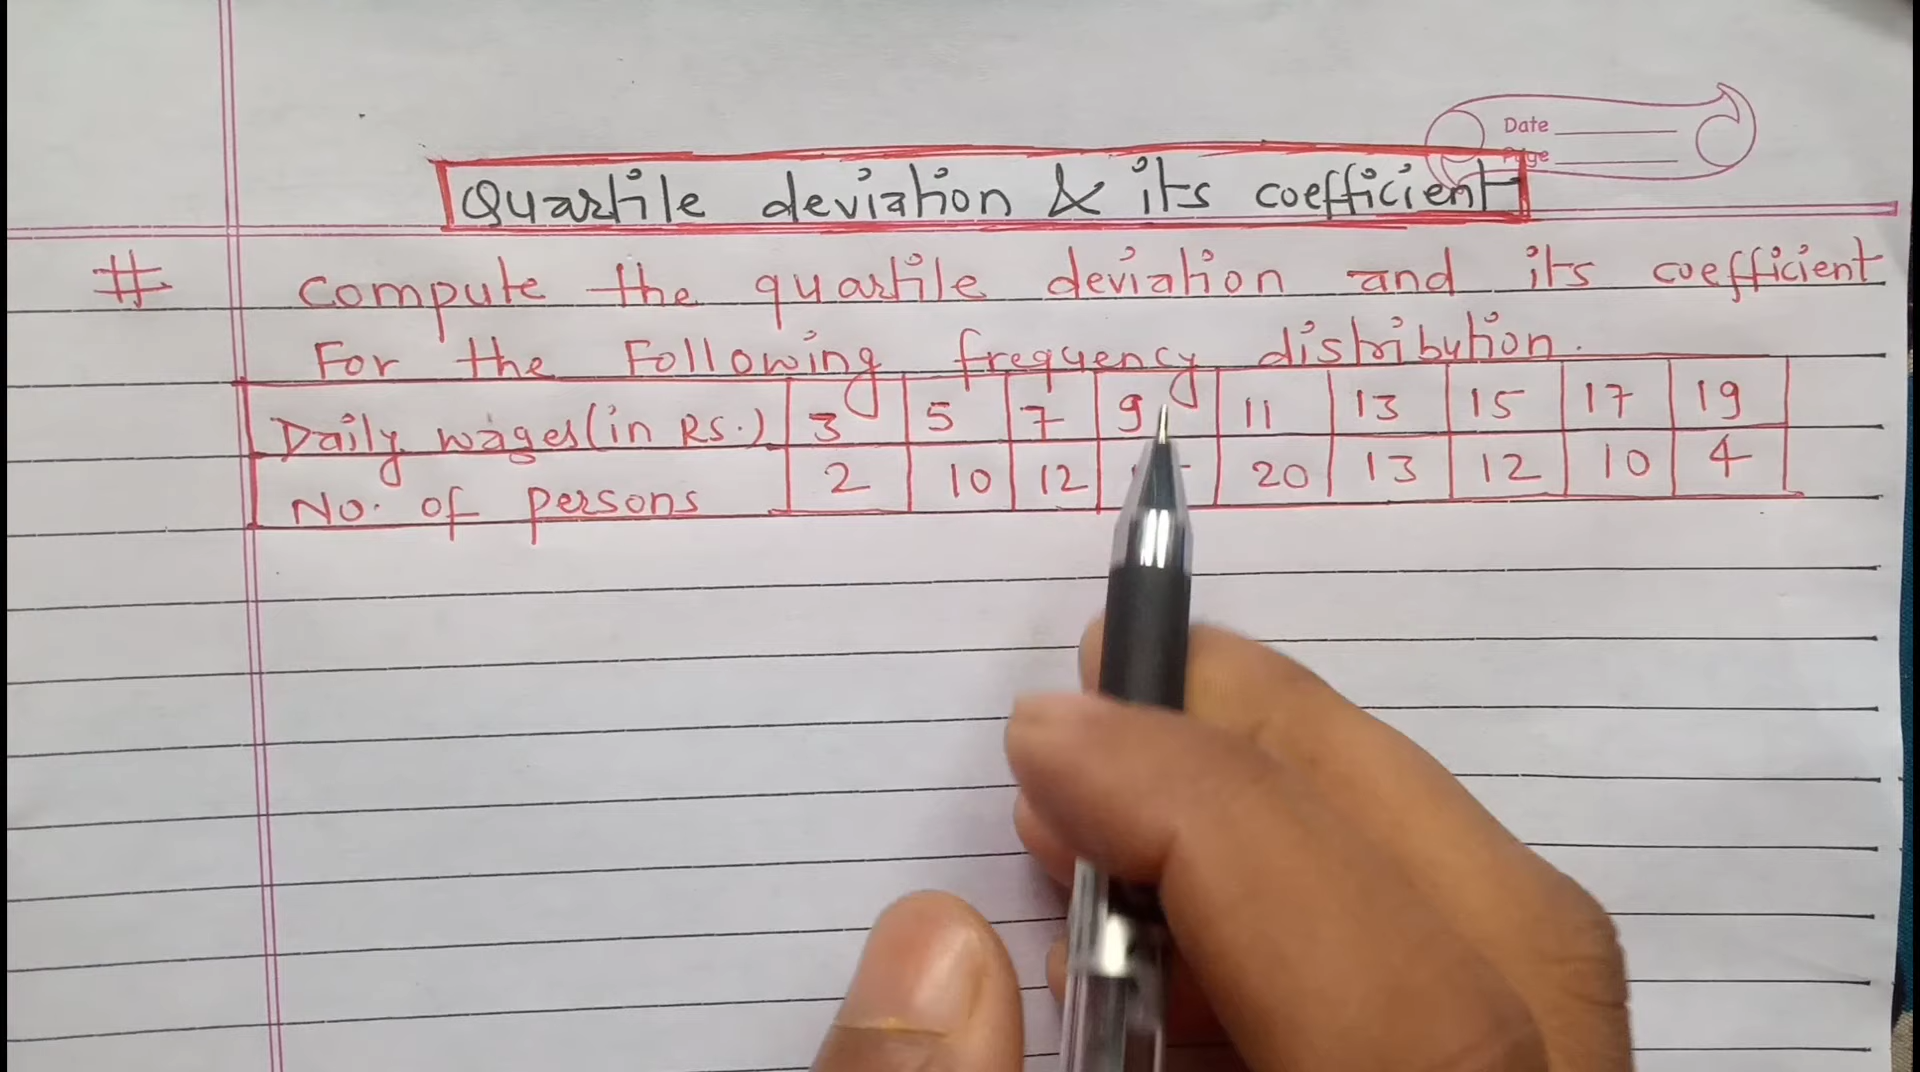 Date
Page
Quartile deviation & its coefficient
# Compute the quartile deviation and its coefficient
For the Following frequency distribution.
Daily wages (in RS.) 3 5 7 9 11 13 15 17 19
No. of persons 2 10 12 20 13 12 10 4